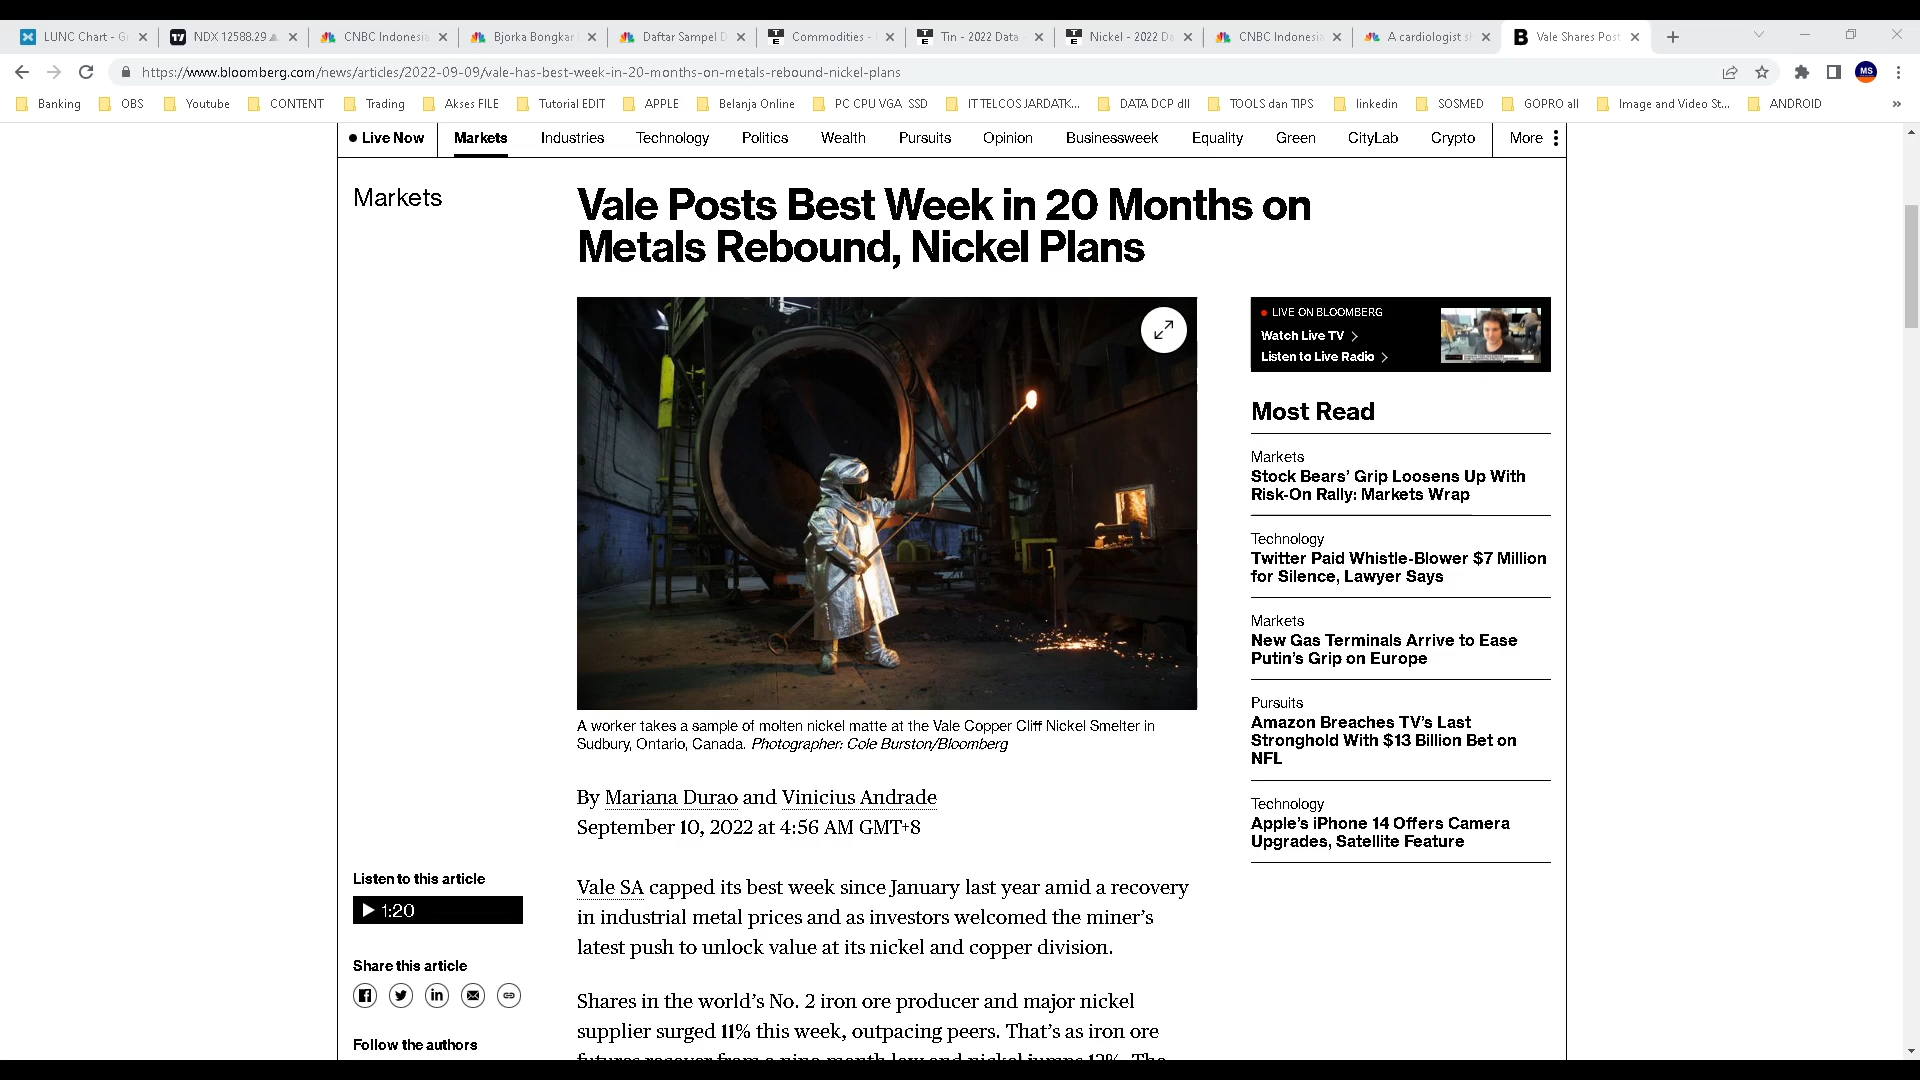 LUNC Chart - G
NDX 12588.29
CNBC Indonesia
Bjorka Bongkar
Daftar Sampel D
Commodities -
Tin - 2022 Data -
Nickel - 2022 Da
CNBC Indonesia
A cardiologist s
Vale Shares Post
https://www.bloomberg.com/news/articles/2022-09-09/vale-has-best-week-in-20-months-on-metals-rebound-nickel-plans
MS
Banking
OBS
Youtube
CONTENT
Trading
Akses FILE
Tutorial EDIT
APPLE
Belanja Online
PC CPU VGA SSD
IT TELCOS JARDATK...
DATA DCP dll
TOOLS dan TIPS
linkedin
SOSMED
GOPRO all
Image and Video St...
ANDROID
Live Now
Markets
Industries
Technology
Politics
Wealth
Pursuits
Opinion
Businessweek
Equality
Green
CityLab
Crypto
More
Markets
Vale Posts Best Week in 20 Months on
Metals Rebound, Nickel Plans
A worker takes a sample of molten nickel matte at the Vale Copper Cliff Nickel Smelter in
Sudbury, Ontario, Canada. Photographer: Cole Burston/Bloomberg
By Mariana Durao and Vinicius Andrade
September 10, 2022 at 4:56 AM GMT+8
Listen to this article
1:20
Share this article
Follow the authors
Vale SA capped its best week since January last year amid a recovery
in industrial metal prices and as investors welcomed the miner's
latest push to unlock value at its nickel and copper division.
Shares in the world's No. 2 iron ore producer and major nickel
supplier surged 11% this week, outpacing peers. That's as iron ore
futures recover from a nine-month low and nickel jumps 12%. The
LIVE ON BLOOMBERG
Watch Live TV
Listen to Live Radio
Most Read
Markets
Stock Bears' Grip Loosens Up With
Risk-On Rally: Markets Wrap
Technology
Twitter Paid Whistle-Blower $7 Million
for Silence, Lawyer Says
Markets
New Gas Terminals Arrive to Ease
Putin's Grip on Europe
Pursuits
Amazon Breaches TV's Last
Stronghold With $13 Billion Bet on
NFL
Technology
Apple's iPhone 14 Offers Camera
Upgrades, Satellite Feature